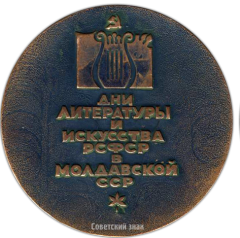 ДНИ
ЛИТЕРАТУРЫ
И
ИСКУССТВА
РСФСР
В
МОЛДАВСКОЙ
ССР
Советский знак